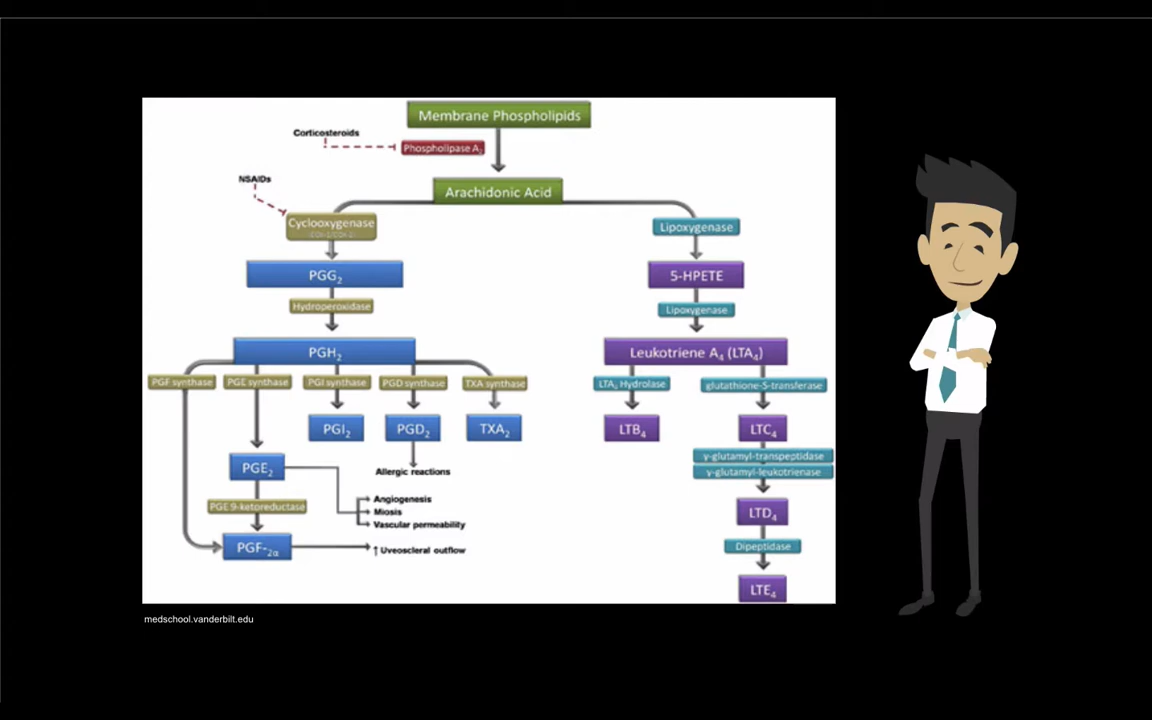 Membrane Phospholipids
Corticosteroids
Phospholipase A₂
NSAIDs
Arachidonic Acid
Cyclooxygenase
Lipoxygenase
PGG₂
5-HPETE
Hydroperoxidase
Lipoxygenase
PGH₂
Leukotriene A₄ (LTA₄)
PGF synthase
PGE synthase
PGI synthase
PGD synthase
TXA synthase
LTA₄ Hydrolase
glutathione-S-transferase
PGI₂
PGD₂
TXA₂
LTB₄
LTC₄
γ-glutamyl-transpeptidase
γ-glutamyl-leukotrienase
PGE₂
Allergic reactions
Angiogenesis
Miosis
Vascular permeability
PGE 9-ketoreductase
LTD₄
PGF-₂α
↑ Uveoscleral outflow
Dipeptidase
LTE₄
medschool.vanderbilt.edu